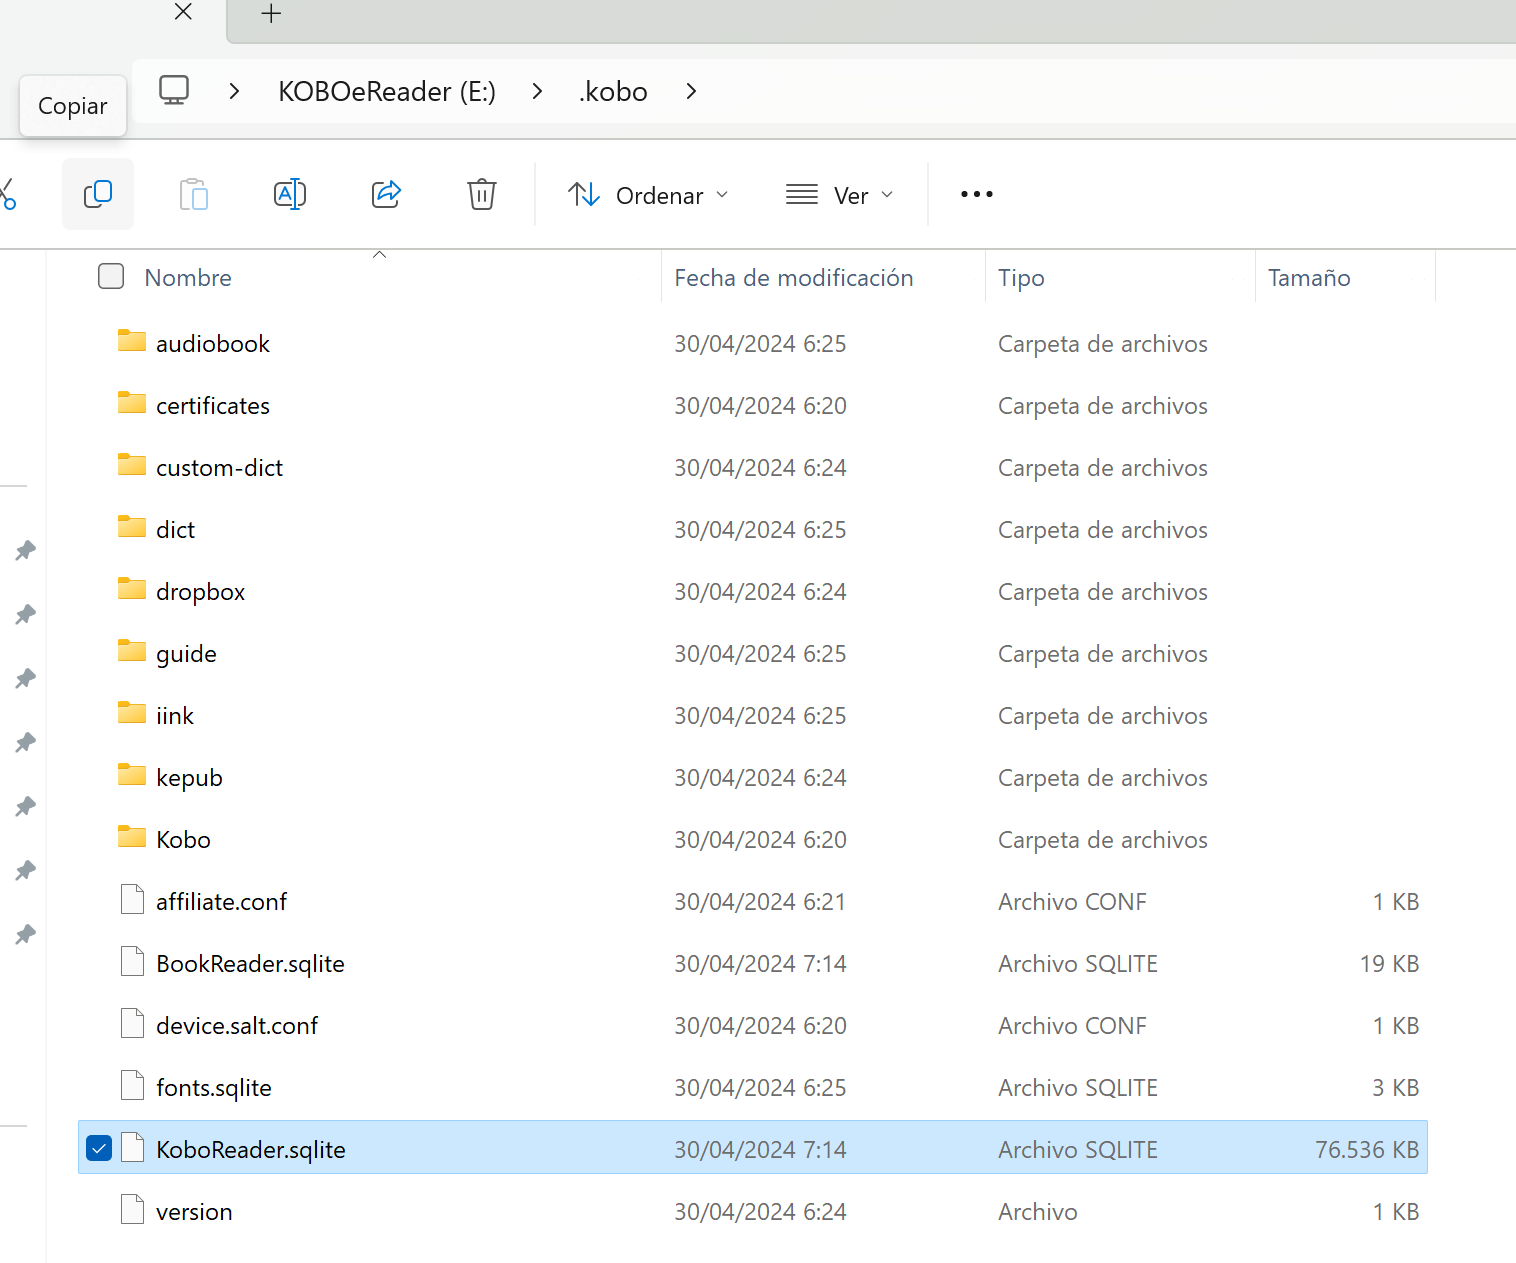 Copiar
KOBOeReader (E:) > .kobo >
Ordenar Ver
Nombre Fecha de modificación Tipo Tamaño
audiobook 30/04/2024 6:25 Carpeta de archivos
certificates 30/04/2024 6:20 Carpeta de archivos
custom-dict 30/04/2024 6:24 Carpeta de archivos
dict 30/04/2024 6:25 Carpeta de archivos
dropbox 30/04/2024 6:24 Carpeta de archivos
guide 30/04/2024 6:25 Carpeta de archivos
iink 30/04/2024 6:25 Carpeta de archivos
kepub 30/04/2024 6:24 Carpeta de archivos
Kobo 30/04/2024 6:20 Carpeta de archivos
affiliate.conf 30/04/2024 6:21 Archivo CONF 1 KB
BookReader.sqlite 30/04/2024 7:14 Archivo SQLITE 19 KB
device.salt.conf 30/04/2024 6:20 Archivo CONF 1 KB
fonts.sqlite 30/04/2024 6:25 Archivo SQLITE 3 KB
KoboReader.sqlite 30/04/2024 7:14 Archivo SQLITE 76.536 KB
version 30/04/2024 6:24 Archivo 1 KB